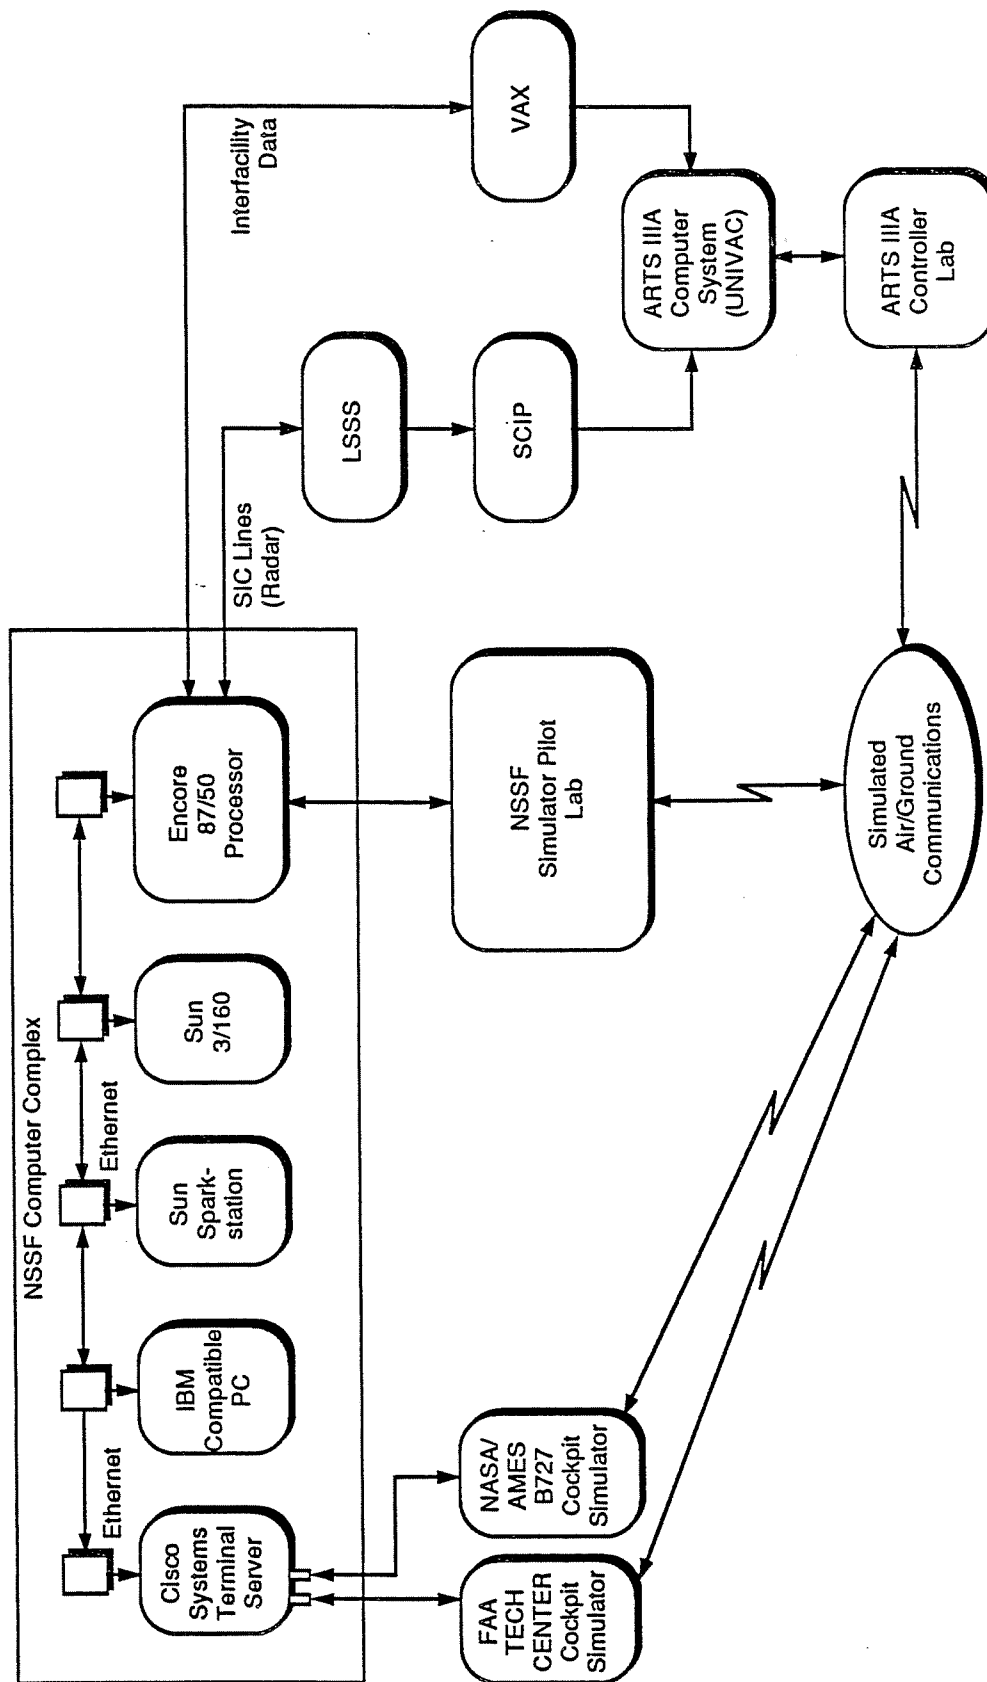 NSSF Computer Complex
Ethernet
Ethernet
Cisco
Systems
Terminal
Server
IBM
Compatible
PC
Sun
Spark-
station
Sun
3/160
Encore
87/50
Processor
Interfacility
Data
SIC Lines
(Radar)
LSSS
VAX
SCIP
FAA
TECH
CENTER
Cockpit
Simulator
NASA/
AMES
B727
Cockpit
Simulator
NSSF
Simulator Pilot
Lab
ARTS IIIA
Computer
System
(UNIVAC)
Simulated
Air/Ground
Communications
ARTS IIIA
Controller
Lab